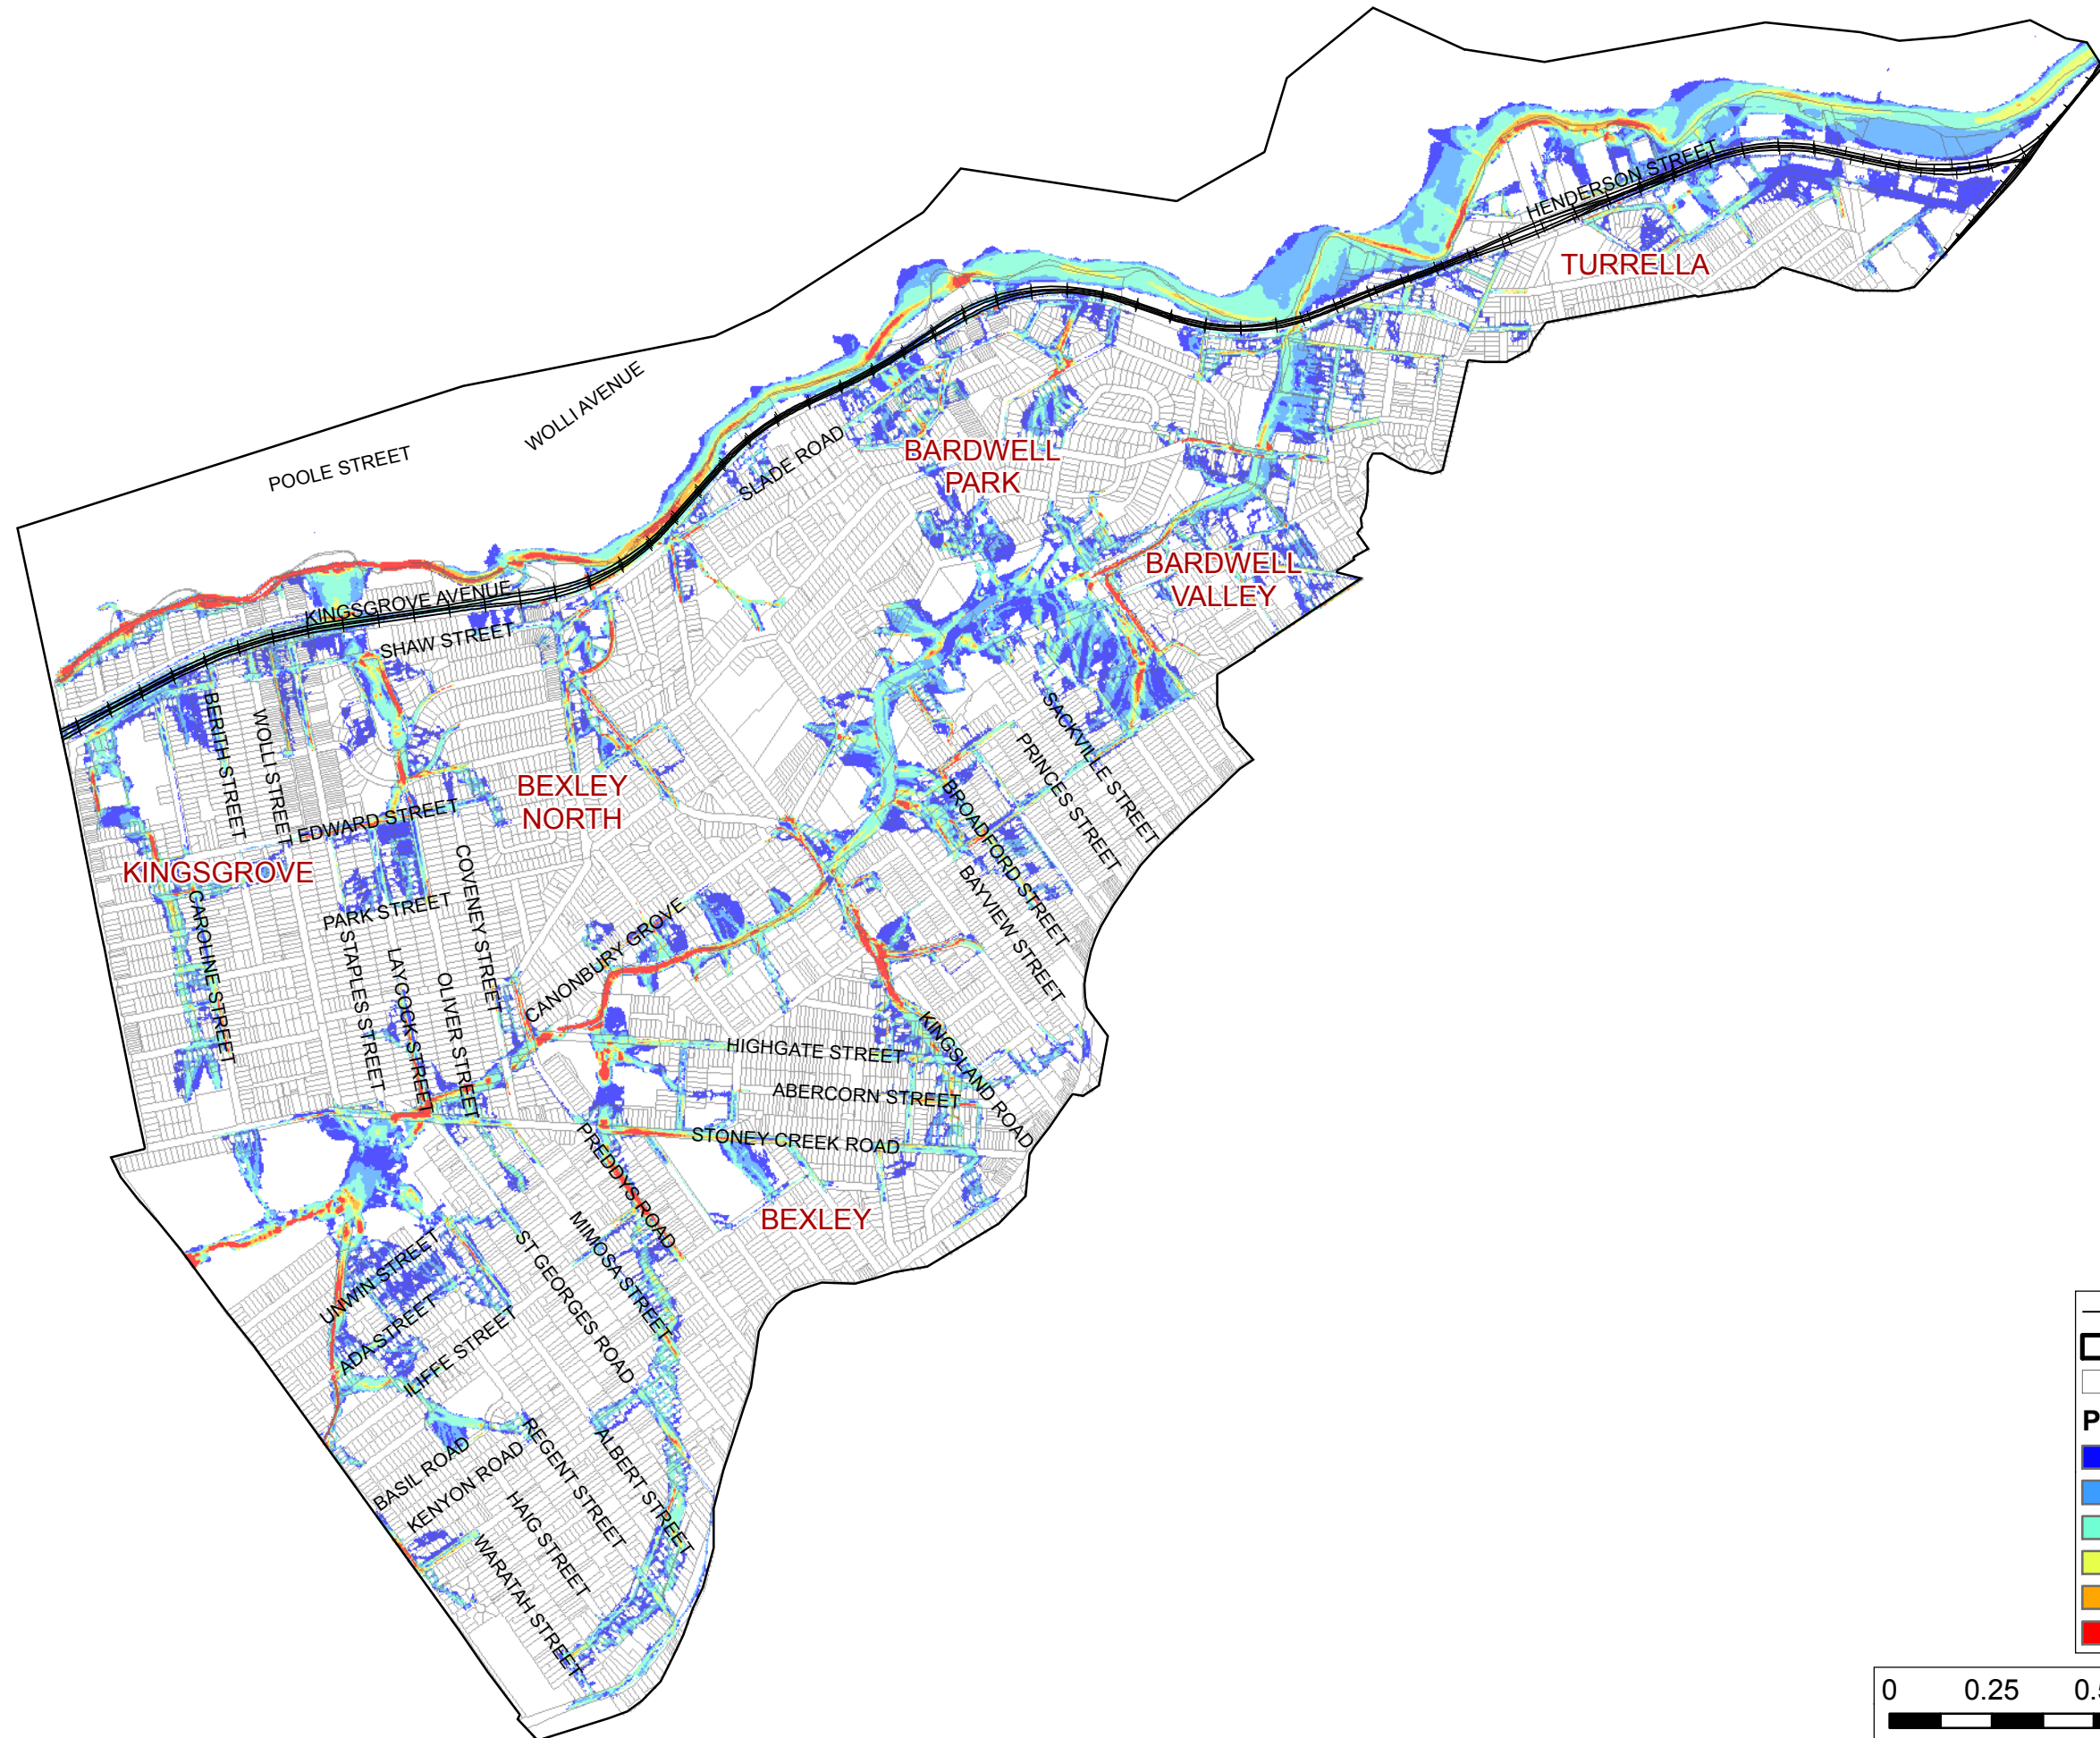 HENDERSON STREET
TURRELLA
WOLLI AVENUE
POOLE STREET
SLADE ROAD
BARDWELL
PARK
BARDWELL
VALLEY
KINGSGROVE AVENUE
SHAW STREET
BERITH STREET
WOLLI STREET
SACKVILLE STREET
PRINCES STREET
BEXLEY
NORTH
EDWARD STREET
BROADFORD STREET
KINGSGROVE
COVENEY STREET
BAYVIEW STREET
PARK STREET
CAROLINE STREET
STAPLES STREET
LAYCOCK STREET
OLIVER STREET
CANONBURY GROVE
HIGHGATE STREET
KINGSLAND ROAD
ABERCORN STREET
STONEY CREEK ROAD
PREDDYS ROAD
BEXLEY
MIMOSA STREET
ST GEORGES ROAD
UNWIN STREET
ADA STREET
ILIFFE STREET
REGENT STREET
ALBERT STREET
BASIL ROAD
KENYON ROAD
HAIG STREET
WARATAH STREET
P
0 0.25